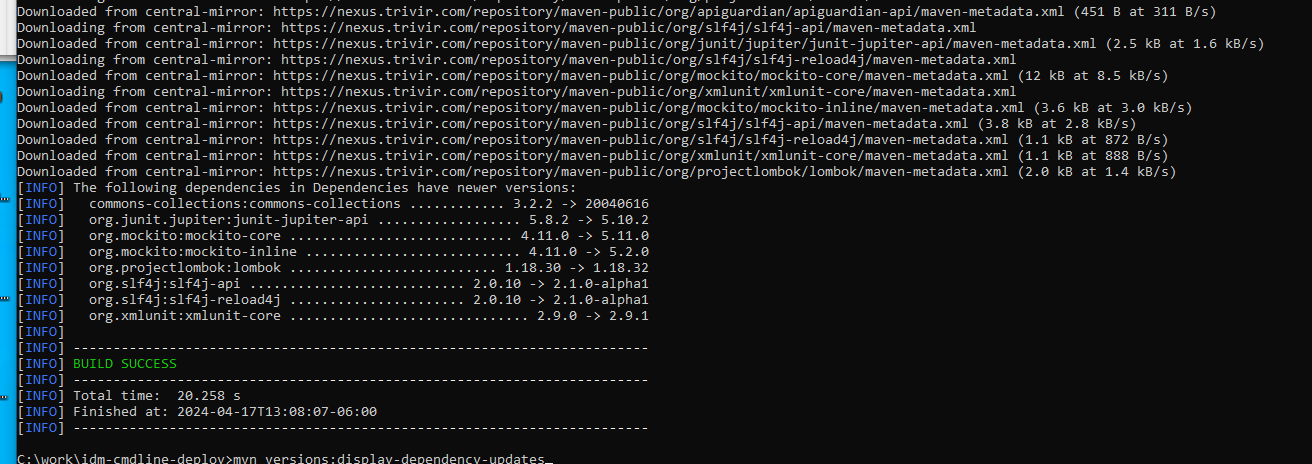 Downloaded from central-mirror: https://nexus.trivir.com/repository/maven-public/org/apiguardian/apiguardian-api/maven-metadata.xml (451 B at 311 B/s)
Downloading from central-mirror: https://nexus.trivir.com/repository/maven-public/org/slf4j/slf4j-api/maven-metadata.xml
Downloaded from central-mirror: https://nexus.trivir.com/repository/maven-public/org/junit/jupiter/junit-jupiter-api/maven-metadata.xml (2.5 kB at 1.6 kB/s)
Downloading from central-mirror: https://nexus.trivir.com/repository/maven-public/org/slf4j/slf4j-reload4j/maven-metadata.xml
Downloaded from central-mirror: https://nexus.trivir.com/repository/maven-public/org/mockito/mockito-core/maven-metadata.xml (12 kB at 8.5 kB/s)
Downloading from central-mirror: https://nexus.trivir.com/repository/maven-public/org/xmlunit/xmlunit-core/maven-metadata.xml
Downloaded from central-mirror: https://nexus.trivir.com/repository/maven-public/org/mockito/mockito-inline/maven-metadata.xml (3.6 kB at 3.0 kB/s)
Downloaded from central-mirror: https://nexus.trivir.com/repository/maven-public/org/slf4j/slf4j-api/maven-metadata.xml (3.8 kB at 2.8 kB/s)
Downloaded from central-mirror: https://nexus.trivir.com/repository/maven-public/org/slf4j/slf4j-reload4j/maven-metadata.xml (1.1 kB at 872 B/s)
Downloaded from central-mirror: https://nexus.trivir.com/repository/maven-public/org/xmlunit/xmlunit-core/maven-metadata.xml (1.1 kB at 888 B/s)
Downloaded from central-mirror: https://nexus.trivir.com/repository/maven-public/org/projectlombok/lombok/maven-metadata.xml (2.0 kB at 1.4 kB/s)
[INFO] The following dependencies in Dependencies have newer versions:
[INFO]   commons-collections:commons-collections ............ 3.2.2 -> 20040616
[INFO]   org.junit.jupiter:junit-jupiter-api .................. 5.8.2 -> 5.10.2
[INFO]   org.mockito:mockito-core ............................ 4.11.0 -> 5.11.0
[INFO]   org.mockito:mockito-inline ........................... 4.11.0 -> 5.2.0
[INFO]   org.projectlombok:lombok .......................... 1.18.30 -> 1.18.32
[INFO]   org.slf4j:slf4j-api ............................ 2.0.10 -> 2.1.0-alpha1
[INFO]   org.slf4j:slf4j-reload4j ....................... 2.0.10 -> 2.1.0-alpha1
[INFO]   org.xmlunit:xmlunit-core .............................. 2.9.0 -> 2.9.1
[INFO]
[INFO] ------------------------------------------------------------------------
[INFO] BUILD SUCCESS
[INFO] ------------------------------------------------------------------------
[INFO] Total time:  20.258 s
[INFO] Finished at: 2024-04-17T13:08:07-06:00
[INFO] ------------------------------------------------------------------------
C:\work\idm-cmdline-deploy>mvn versions:display-dependency-updates